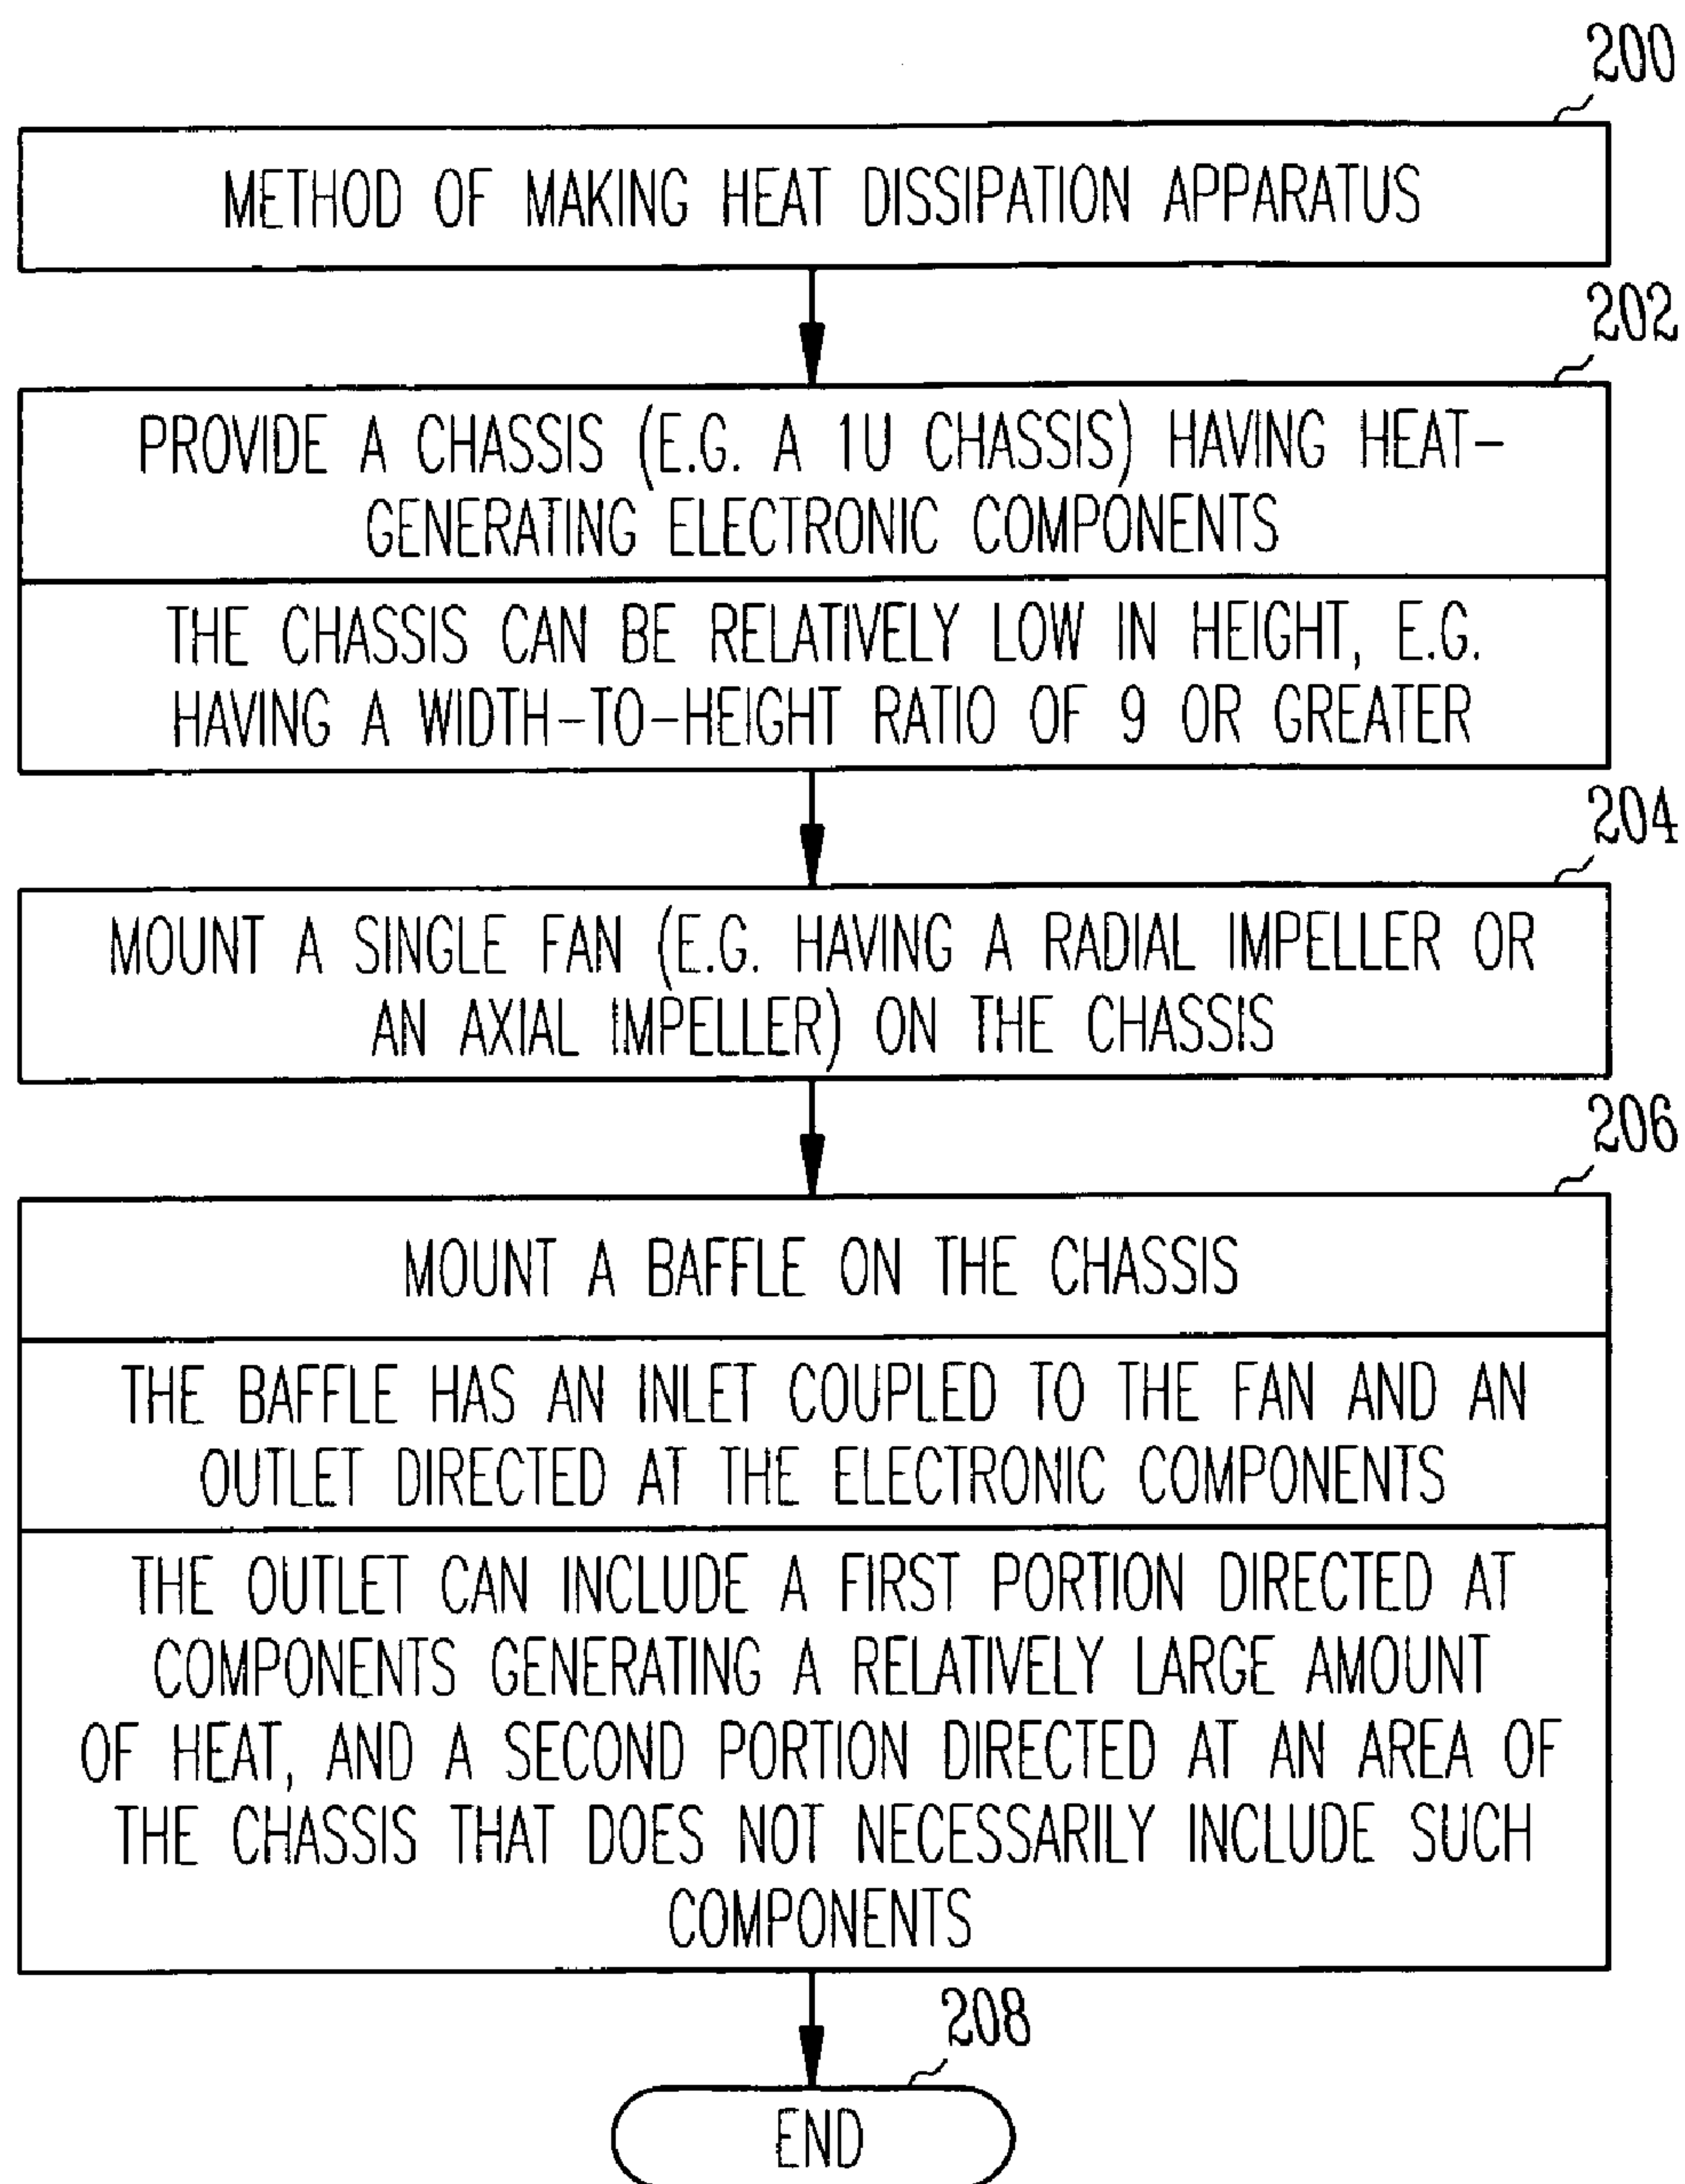 200
METHOD OF MAKING HEAT DISSIPATION APPARATUS
202
PROVIDE A CHASSIS (E.G. A 1U CHASSIS) HAVING HEAT-
GENERATING ELECTRONIC COMPONENTS
THE CHASSIS CAN BE RELATIVELY LOW IN HEIGHT, E.G.
HAVING A WIDTH-TO-HEIGHT RATIO OF 9 OR GREATER
204
MOUNT A SINGLE FAN (E.G. HAVING A RADIAL IMPELLER OR
AN AXIAL IMPELLER) ON THE CHASSIS
206
MOUNT A BAFFLE ON THE CHASSIS
THE BAFFLE HAS AN INLET COUPLED TO THE FAN AND AN
OUTLET DIRECTED AT THE ELECTRONIC COMPONENTS
THE OUTLET CAN INCLUDE A FIRST PORTION DIRECTED AT
COMPONENTS GENERATING A RELATIVELY LARGE AMOUNT
OF HEAT, AND A SECOND PORTION DIRECTED AT AN AREA OF
THE CHASSIS THAT DOES NOT NECESSARILY INCLUDE SUCH
COMPONENTS
208
END